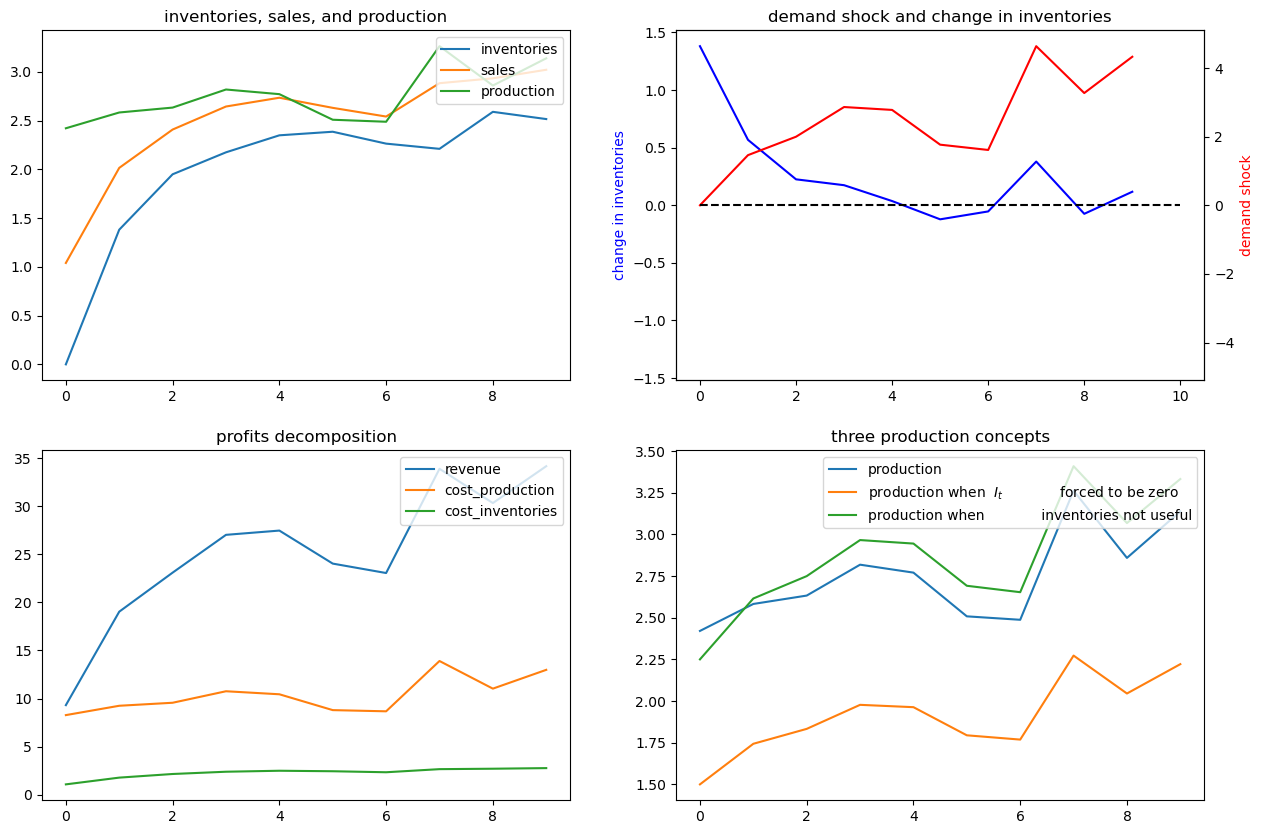 inventories, sales, and production
inventories
sales
production
3.0
2.5
2.0
1.5
1.0
0.5
0.0
0 2 4 6 8
demand shock and change in inventories
change in inventories
1.5
1.0
0.5
0.0
−0.5
−1.0
−1.5
4
2
0
−2
−4
demand shock
0 2 4 6 8 10
profits decomposition
revenue
cost_production
cost_inventories
35
30
25
20
15
10
5
0
0 2 4 6 8
three production concepts
production
production when I_t forced to be zero
production when inventories not useful
3.50
3.25
3.00
2.75
2.50
2.25
2.00
1.75
1.50
0 2 4 6 8